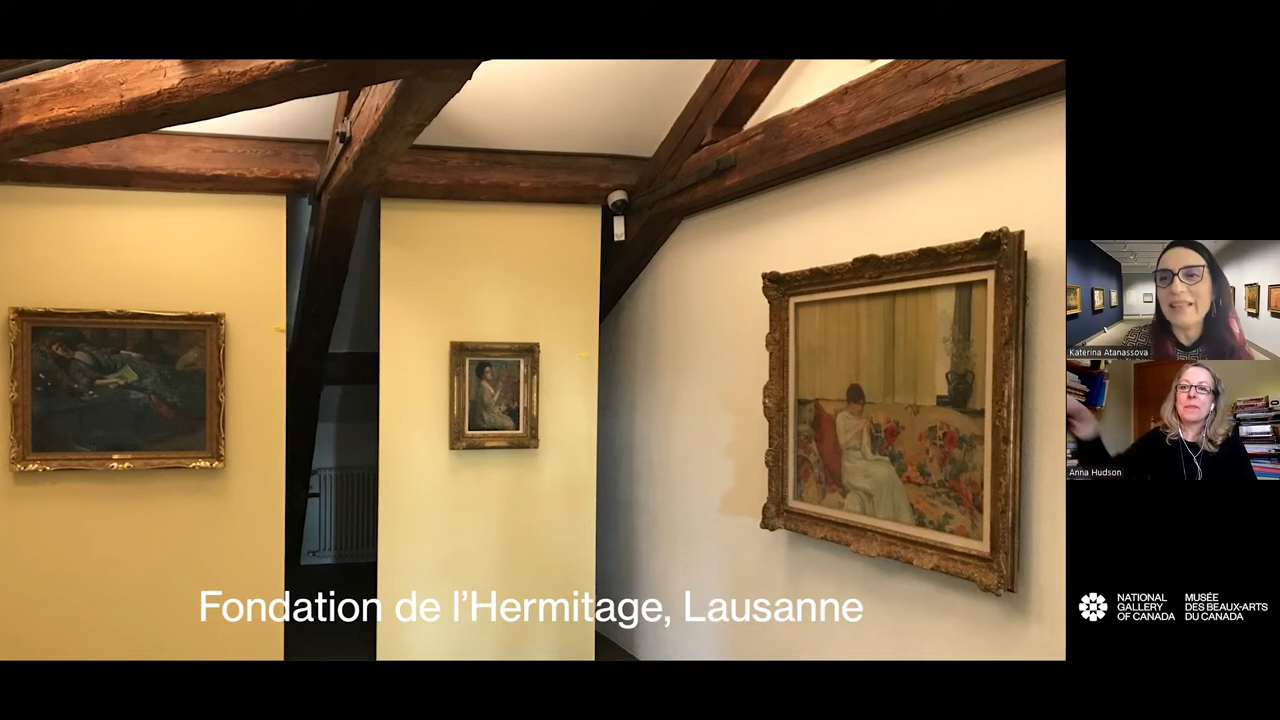 Fondation de l’Hermitage, Lausanne
Katerina Atanassova
Anna Hudson
NATIONAL
GALLERY
OF CANADA
MUSÉE
DES BEAUX-ARTS
DU CANADA